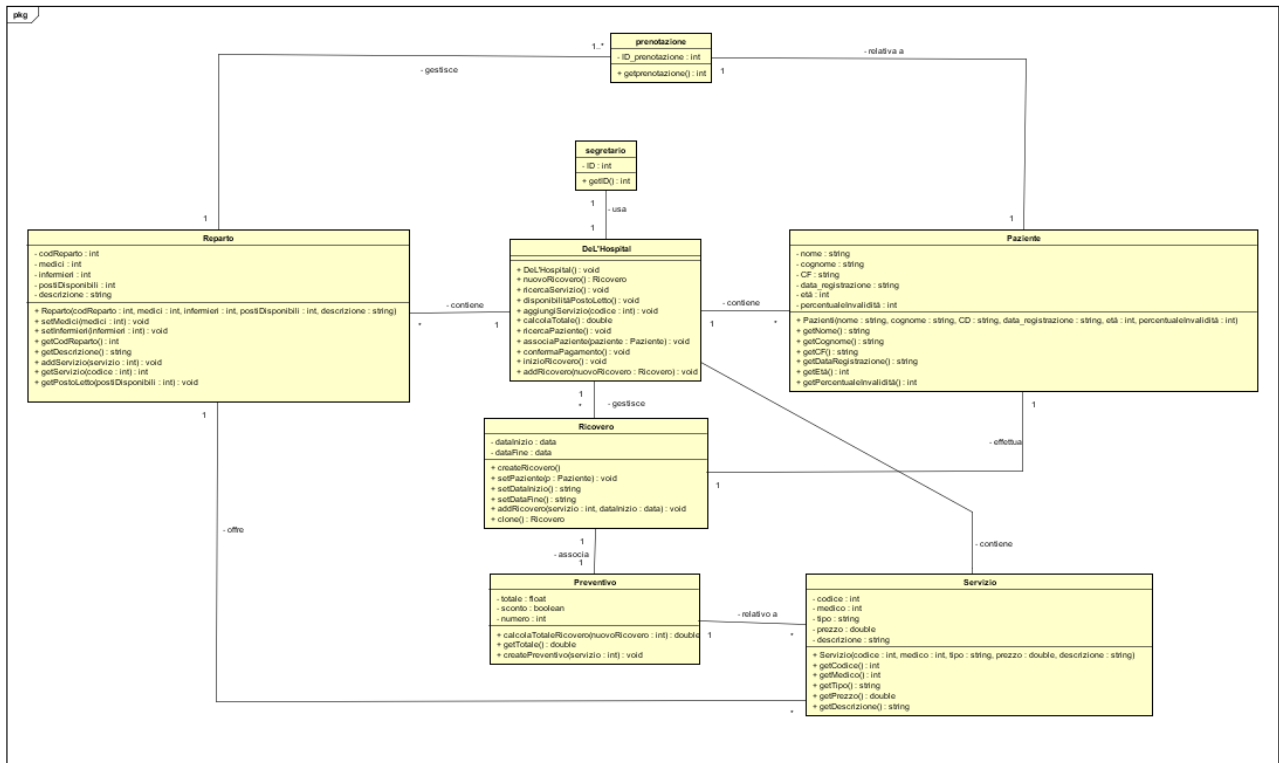 pkg
prenotazione
- ID_prenotazione : int
+ getprenotazione() : int
1..*
- gestisce
1
- relativa a
segretario
- ID : int
+ getID() : int
1
- usa
1
1
1
Reparto
- codReparto : int
- medici : int
- infermieri : int
- postiDisponibili : int
- descrizione : string
+ Reparto(codReparto : int, medici : int, infermieri : int, postiDisponibili : int, descrizione : string)
+ setMedici(medici : int) : void
+ setInfermieri(infermieri : int) : void
+ getCodReparto() : int
+ getDescrizione() : string
+ addServizio(servizio : int) : void
+ getServizio(codice : int) : int
+ getPostoLetto(postiDisponibili : int) : void
- contiene
*
1
DeL'Hospital
+ DeL'Hospital() : void
+ nuovoRicovero() : Ricovero
+ ricercaServizio() : void
+ disponibilitàPostoLetto() : void
+ aggiungiServizio(codice : int) : void
+ calcolaTotale() : double
+ ricercaPaziente() : void
+ associaPaziente(paziente : Paziente) : void
+ confermaPagamento() : void
+ inizioRicovero() : void
+ addRicovero(nuovoRicovero : Ricovero) : void
- contiene
1
*
Paziente
- nome : string
- cognome : string
- CF : string
- data_registrazione : string
- età : int
- percentualeInvalidità : int
+ Pazienti(nome : string, cognome : string, CD : string, data_registrazione : string, età : int, percentualeInvalidità : int)
+ getNome() : string
+ getCognome() : string
+ getCF() : string
+ getDataRegistrazione() : string
+ getEtà() : int
+ getPercentualeInvalidità() : int
1
*
- gestisce
1
1
- effettua
1
Ricovero
- dataInizio : data
- dataFine : data
+ createRicovero()
+ setPaziente(p : Paziente) : void
+ setDataInizio() : string
+ setDataFine() : string
+ addRicovero(servizio : int, dataInizio : data) : void
+ clone() : Ricovero
- offre
1
- associa
1
- contiene
Preventivo
- totale : float
- sconto : boolean
- numero : int
+ calcolaTotaleRicovero(nuovoRicovero : int) : double
+ getTotale() : double
+ createPreventivo(servizio : int) : void
- relativo a
1
*
Servizio
- codice : int
- medico : int
- tipo : string
- prezzo : double
- descrizione : string
+ Servizio(codice : int, medico : int, tipo : string, prezzo : double, descrizione : string)
+ getCodice() : int
+ getMedico() : int
+ getTipo() : string
+ getPrezzo() : double
+ getDescrizione() : string
*